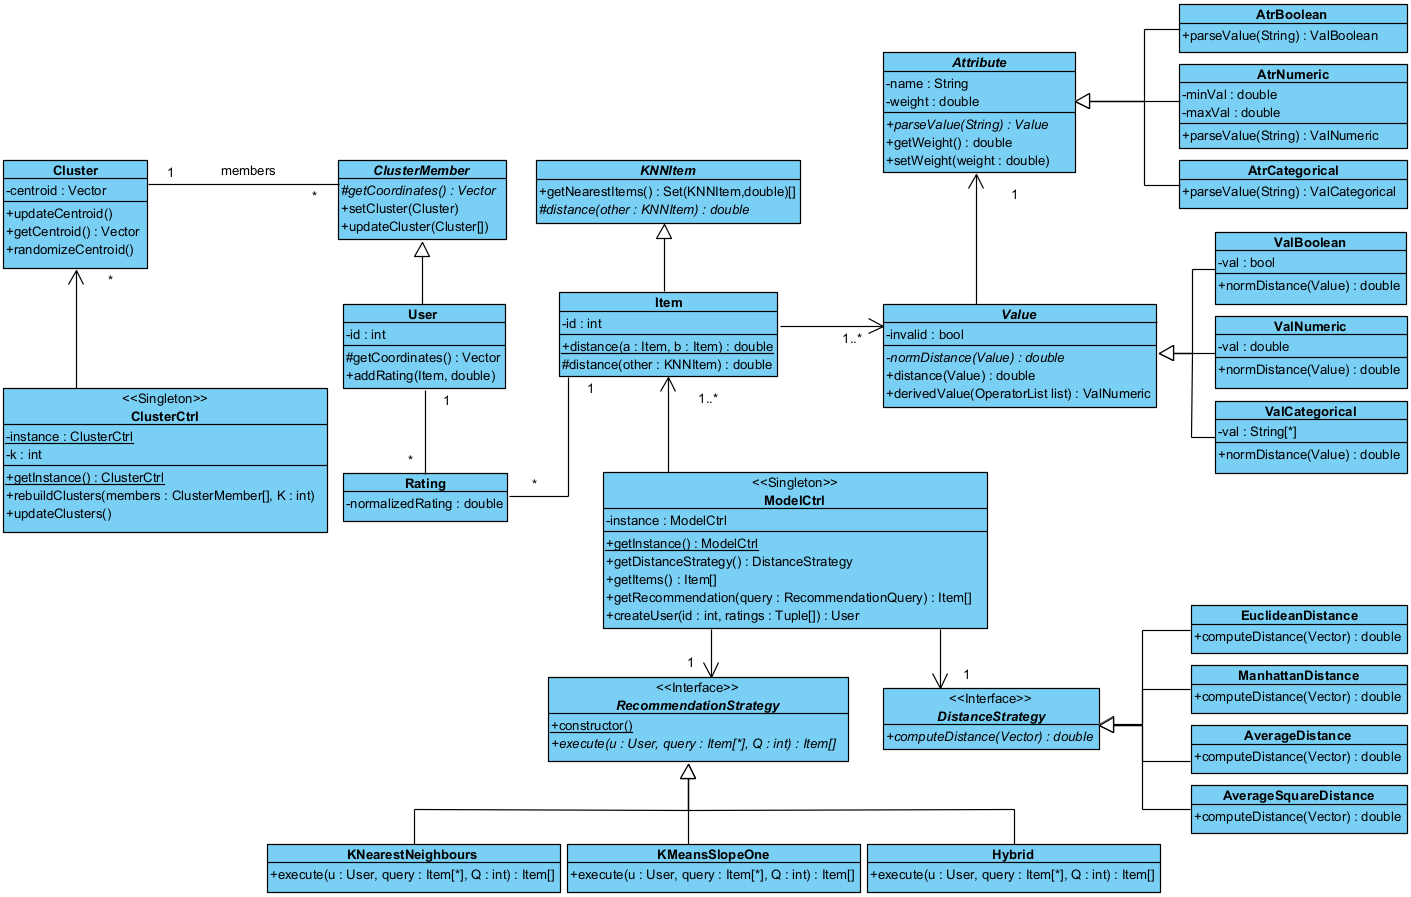 AtrBoolean
+parseValue(String) : ValBoolean
Attribute
-name : String
-weight : double
+parseValue(String) : Value
+getWeight() : double
+setWeight(weight : double)
AtrNumeric
-minVal : double
-maxVal : double
+parseValue(String) : ValNumeric
AtrCategorical
+parseValue(String) : ValCategorical
Cluster
-centroid : Vector
+updateCentroid()
+getCentroid() : Vector
+randomizeCentroid()
1
members
*
ClusterMember
#getCoordinates() : Vector
+setCluster(Cluster)
+updateCluster(Cluster[])
KNNItem
+getNearestItems() : Set(KNNItem,double)[]
#distance(other : KNNItem) : double
1
*
User
-id : int
#getCoordinates() : Vector
+addRating(Item, double)
Item
-id : int
+distance(a : Item, b : Item) : double
#distance(other : KNNItem) : double
1..*
Value
-invalid : bool
-normDistance(Value) : double
+distance(Value) : double
+derivedValue(OperatorList list) : ValNumeric
ValBoolean
-val : bool
+normDistance(Value) : double
ValNumeric
-val : double
+normDistance(Value) : double
ValCategorical
-val : String[*]
+normDistance(Value) : double
<<Singleton>>
ClusterCtrl
-instance : ClusterCtrl
-k : int
+getInstance() : ClusterCtrl
+rebuildClusters(members : ClusterMember[], K : int)
+updateClusters()
1
*
Rating
-normalizedRating : double
1
*
1..*
<<Singleton>>
ModelCtrl
-instance : ModelCtrl
+getInstance() : ModelCtrl
+getDistanceStrategy() : DistanceStrategy
+getItems() : Item[]
+getRecommendation(query : RecommendationQuery) : Item[]
+createUser(id : int, ratings : Tuple[]) : User
1
1
<<Interface>>
RecommendationStrategy
+constructor()
+execute(u : User, query : Item[*], Q : int) : Item[]
<<Interface>>
DistanceStrategy
+computeDistance(Vector) : double
EuclideanDistance
+computeDistance(Vector) : double
ManhattanDistance
+computeDistance(Vector) : double
AverageDistance
+computeDistance(Vector) : double
AverageSquareDistance
+computeDistance(Vector) : double
KNearestNeighbours
+execute(u : User, query : Item[*], Q : int) : Item[]
KMeansSlopeOne
+execute(u : User, query : Item[*], Q : int) : Item[]
Hybrid
+execute(u : User, query : Item[*], Q : int) : Item[]